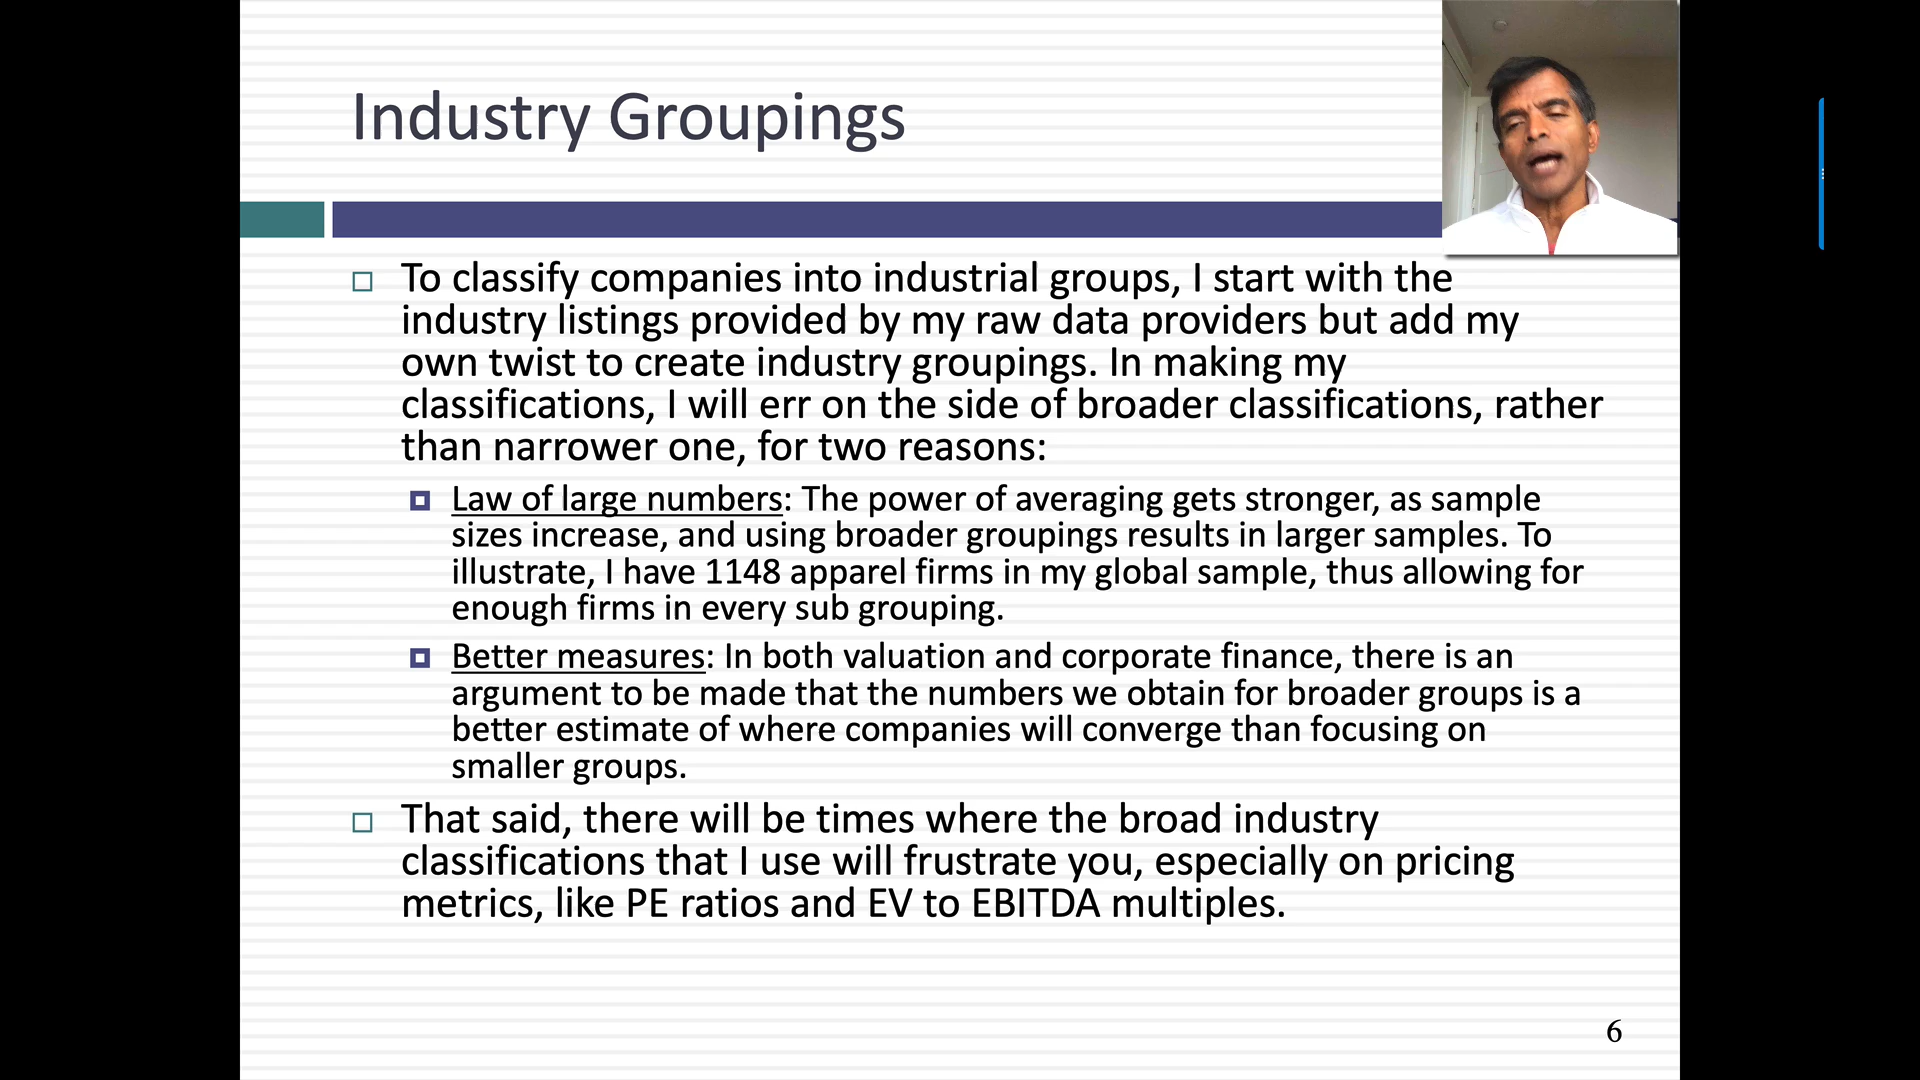 Industry Groupings
To classify companies into industrial groups, I start with the
industry listings provided by my raw data providers but add my
own twist to create industry groupings. In making my
classifications, I will err on the side of broader classifications, rather
than narrower one, for two reasons:
Law of large numbers: The power of averaging gets stronger, as sample
sizes increase, and using broader groupings results in larger samples. To
illustrate, I have 1148 apparel firms in my global sample, thus allowing for
enough firms in every sub grouping.
Better measures: In both valuation and corporate finance, there is an
argument to be made that the numbers we obtain for broader groups is a
better estimate of where companies will converge than focusing on
smaller groups.
That said, there will be times where the broad industry
classifications that I use will frustrate you, especially on pricing
metrics, like PE ratios and EV to EBITDA multiples.
6